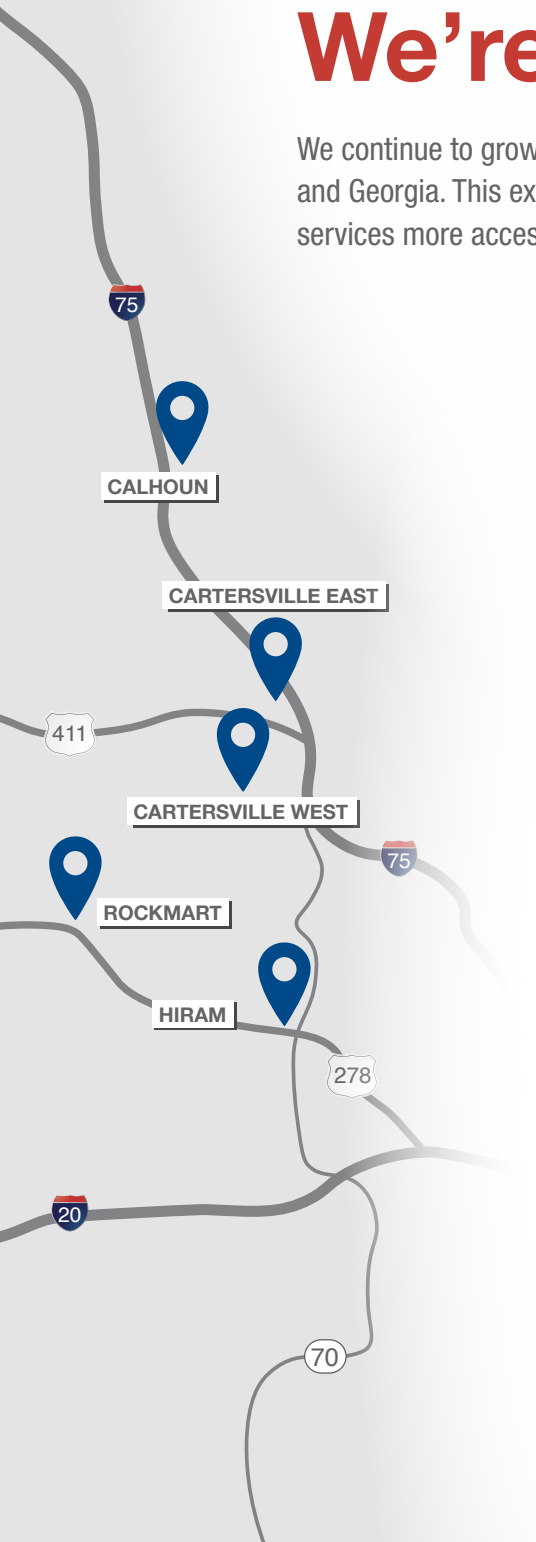 We're
We continue to grow
and Georgia. This ex
services more acces
75
CALHOUN
CARTERSVILLE EAST
411
CARTERSVILLE WEST
75
ROCKMART
HIRAM
278
20
70